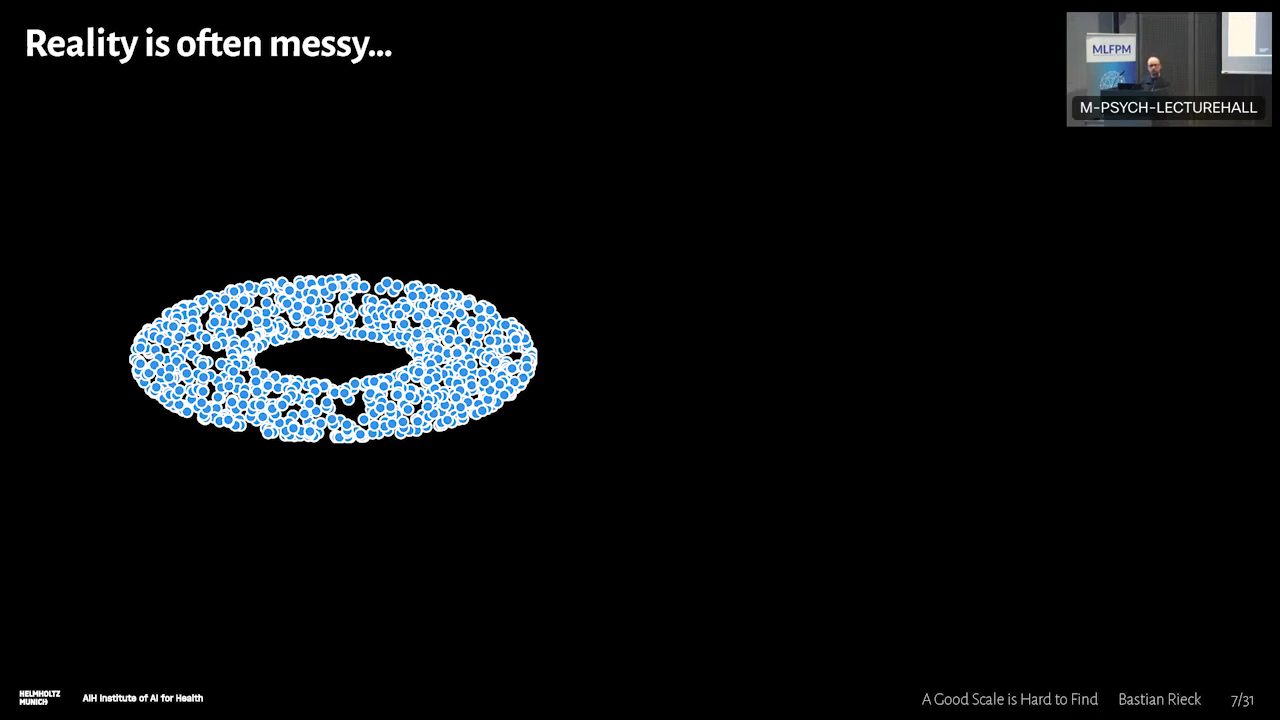 Reality is often messy...
MLFPM
M-PSYCH-LECTUREHALL
HELMHOLTZ
MUNICH
AIH Institute of AI for Health
A Good Scale is Hard to Find
Bastian Rieck
7/31